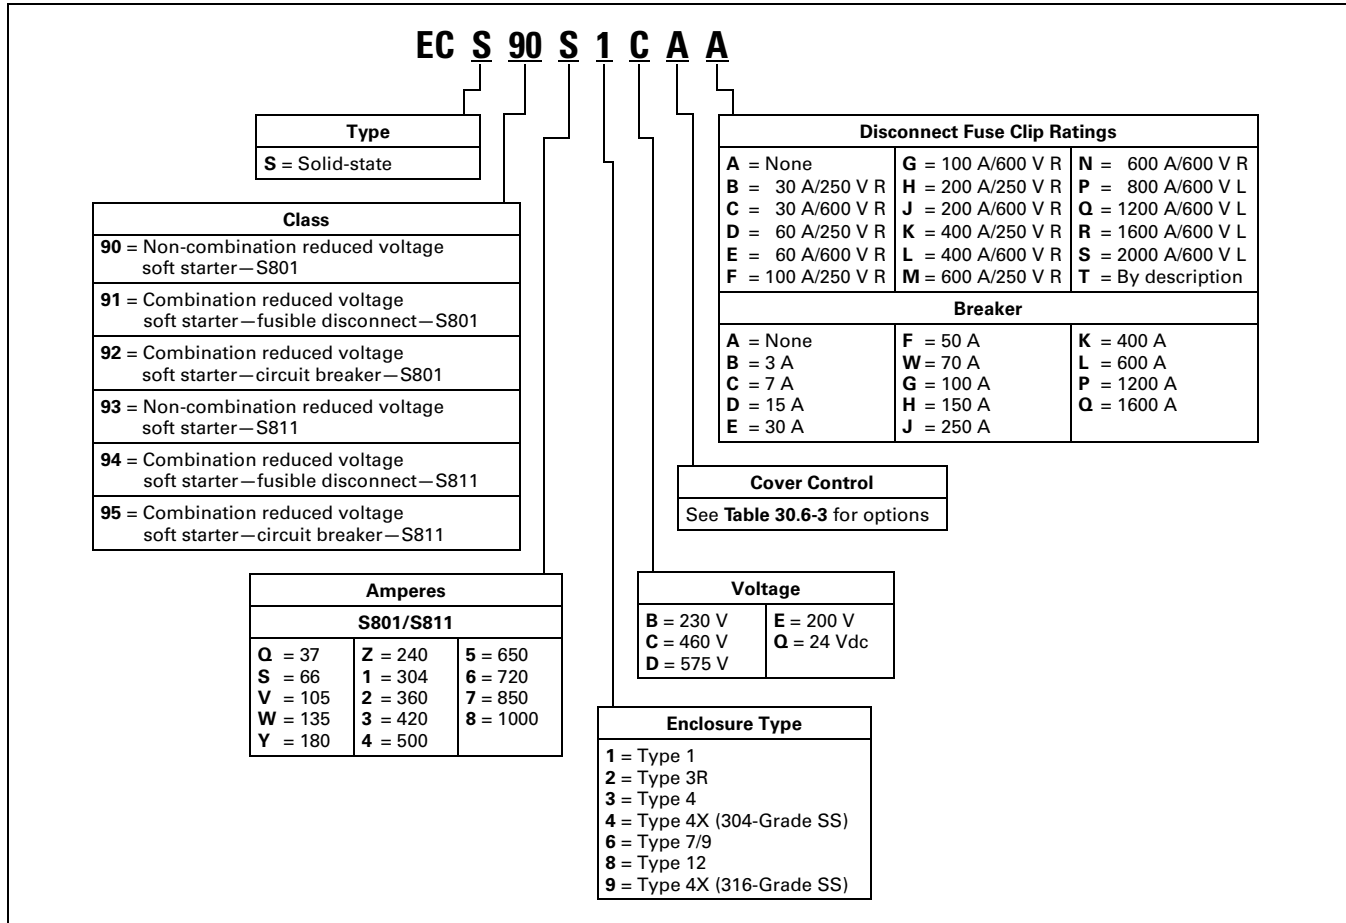 EC S 90 S 1 C A A
Type
S = Solid-state
Class
90 = Non-combination reduced voltage
soft starter—S801
91 = Combination reduced voltage
soft starter—fusible disconnect—S801
92 = Combination reduced voltage
soft starter—circuit breaker—S801
93 = Non-combination reduced voltage
soft starter—S811
94 = Combination reduced voltage
soft starter—fusible disconnect—S811
95 = Combination reduced voltage
soft starter—circuit breaker—S811
Disconnect Fuse Clip Ratings
A = None
B = 30 A/250 V R
C = 30 A/600 V R
D = 60 A/250 V R
E = 60 A/600 V R
F = 100 A/250 V R
G = 100 A/600 V R
H = 200 A/250 V R
J = 200 A/600 V R
K = 400 A/250 V R
L = 400 A/600 V R
M = 600 A/250 V R
N = 600 A/600 V R
P = 800 A/600 V L
Q = 1200 A/600 V L
R = 1600 A/600 V L
S = 2000 A/600 V L
T = By description
Breaker
A = None
B = 3 A
C = 7 A
D = 15 A
E = 30 A
F = 50 A
W = 70 A
G = 100 A
H = 150 A
J = 250 A
K = 400 A
L = 600 A
P = 1200 A
Q = 1600 A
Cover Control
See Table 30.6-3 for options
Amperes
S801/S811
Q = 37
S = 66
V = 105
W = 135
Y = 180
Z = 240
1 = 304
2 = 360
3 = 420
4 = 500
5 = 650
6 = 720
7 = 850
8 = 1000
Voltage
B = 230 V
C = 460 V
D = 575 V
E = 200 V
Q = 24 Vdc
Enclosure Type
1 = Type 1
2 = Type 3R
3 = Type 4
4 = Type 4X (304-Grade SS)
6 = Type 7/9
8 = Type 12
9 = Type 4X (316-Grade SS)